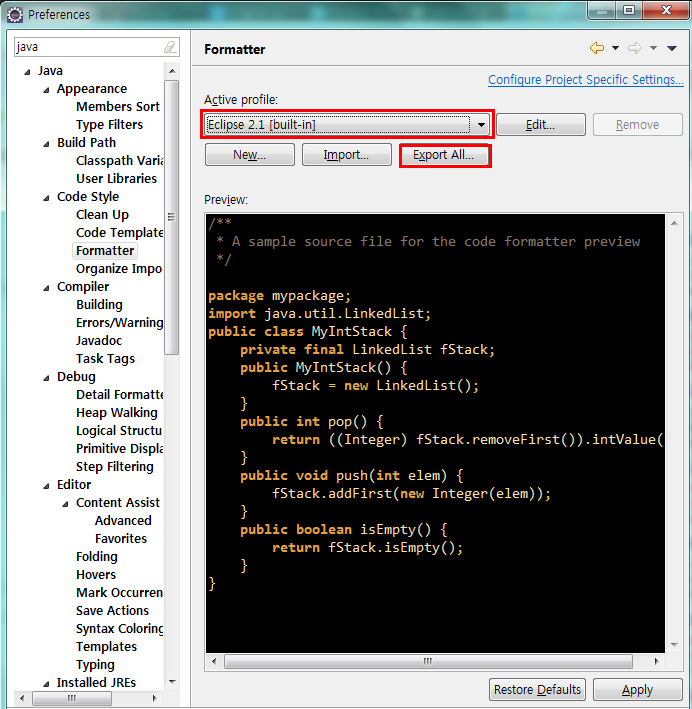 Preferences
java
Java
Appearance
Members Sort
Type Filters
Build Path
Classpath Varia
User Libraries
Code Style
Clean Up
Code Template
Formatter
Organize Impo
Compiler
Building
Errors/Warning
Javadoc
Task Tags
Debug
Detail Formatte
Heap Walking
Logical Structu
Primitive Displa
Step Filtering
Editor
Content Assist
Advanced
Favorites
Folding
Hovers
Mark Occurren
Save Actions
Syntax Coloring
Templates
Typing
Installed JREs
Formatter
Configure Project Specific Settings...
Active profile:
Eclipse 2.1 [built-in]
Edit...
Remove
New...
Import...
Export All...
Preview:
/**
 * A sample source file for the code formatter preview
 */
package mypackage;
import java.util.LinkedList;
public class MyIntStack {
    private final LinkedList fStack;
    public MyIntStack() {
        fStack = new LinkedList();
    }
    public int pop() {
        return ((Integer) fStack.removeFirst()).intValue(
    }
    public void push(int elem) {
        fStack.addFirst(new Integer(elem));
    }
    public boolean isEmpty() {
        return fStack.isEmpty();
    }
}
Restore Defaults
Apply